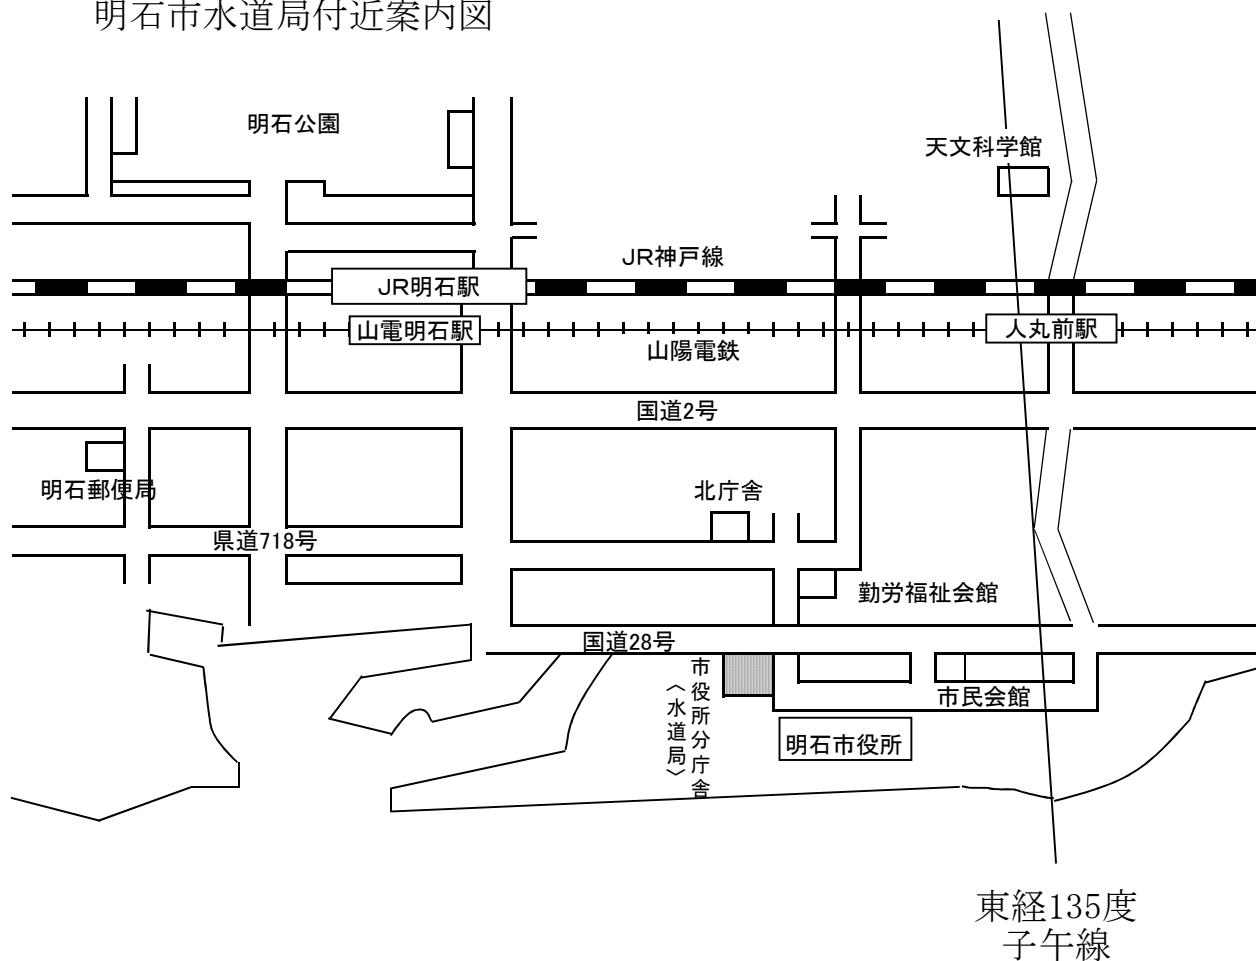 明石市水道局付近案内図
明石公園
天文科学館
JR神戸線
JR明石駅
山電明石駅
人丸前駅
山陽電鉄
国道2号
明石郵便局
北庁舎
県道718号
勤労福祉会館
国道28号
市役所分庁舎
〈水道局〉
市民会館
明石市役所
東経135度
子午線